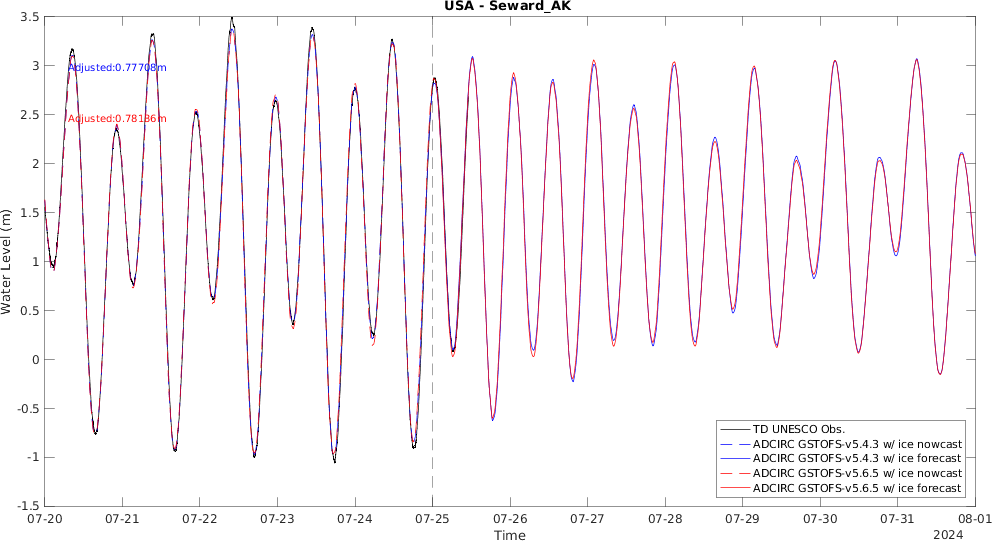 USA - Seward_AK
3.5
3
2.5
2
1.5
1
0.5
0
-0.5
-1
-1.5
Water Level (m)
Adjusted:0.77708m
Adjusted:0.78186m
TD UNESCO Obs.
ADCIRC GSTOFS-v5.4.3 w/ ice nowcast
ADCIRC GSTOFS-v5.4.3 w/ ice forecast
ADCIRC GSTOFS-v5.6.5 w/ ice nowcast
ADCIRC GSTOFS-v5.6.5 w/ ice forecast
07-20 07-21 07-22 07-23 07-24 07-25 07-26 07-27 07-28 07-29 07-30 07-31 08-01
Time
2024